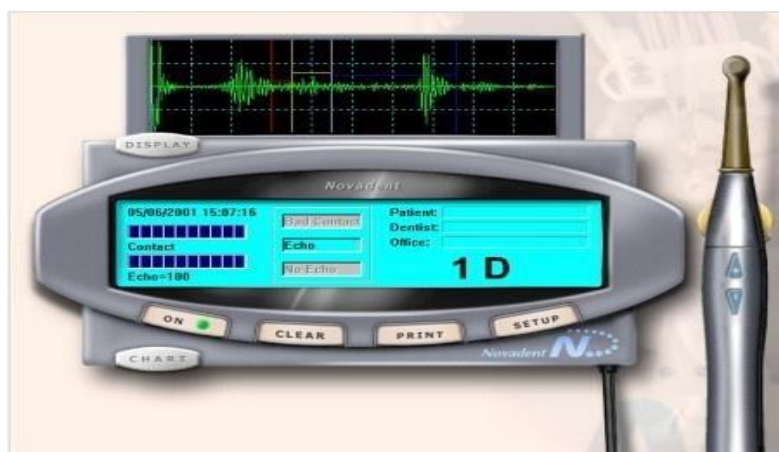 DISPLAY
Novadent
05/06/2001 15:07:16
Contact
Echo=100
Bad Contact
Echo
No Echo
Patient:
Dentist:
Office:
1 D
ON
CLEAR
PRINT
SETUP
CHART
Novadent N